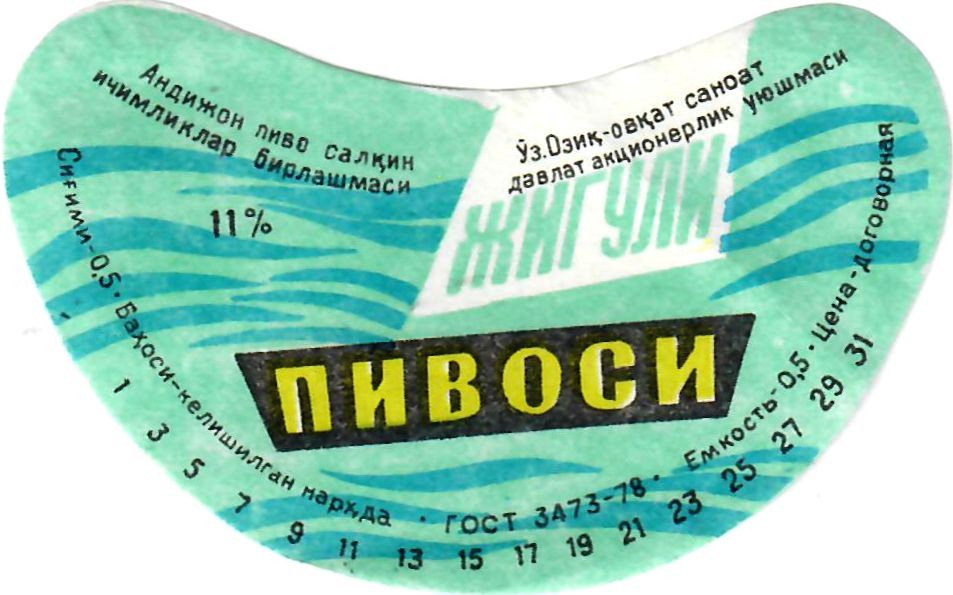 Андижон пиво салқин
ичимликлар бирлашмаси
11%
Ўз.Озиқ-овқат саноат
давлат акционерлик уюшмаси
ЖИГУЛИ
ПИВОСИ
Сиғими-0,5 · Баҳоси-келишилган нархда · ГОСТ 3473-78 · Емкость-0,5 · Цена-договорная
1 3 5 7 9 11 13 15 17 19 21 23 25 27 29 31